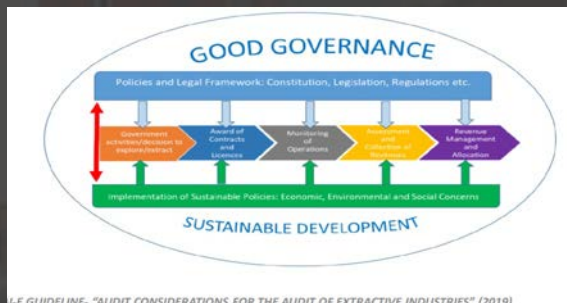 GOOD GOVERNANCE
Policies and Legal Framework: Constitution, Legislation, Regulations etc.
Government
activities/decision to
explore/extract
Award of
Contracts
and
Licences
Monitoring
of
Operations
Assessment
and
Collection of
Revenues
Revenue
Management
and
Allocation
Implementation of Sustainable Policies: Economic, Environmental and Social Concerns
SUSTAINABLE DEVELOPMENT
GUIDELINE- "AUDIT CONSIDERATIONS FOR THE AUDIT OF EXTRACTIVE INDUSTRIES" (2019)